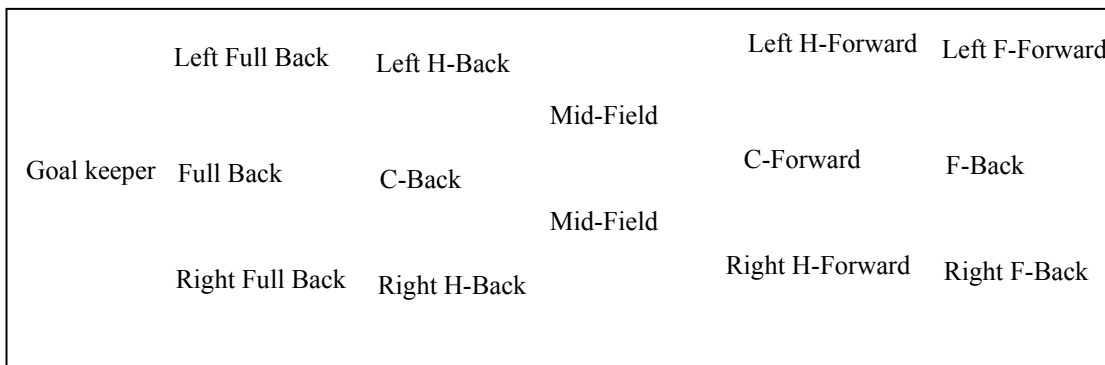 Left Full Back Left H-Back Left H-Forward Left F-Forward
Mid-Field
Goal keeper Full Back C-Back C-Forward F-Back
Mid-Field
Right Full Back Right H-Back Right H-Forward Right F-Back